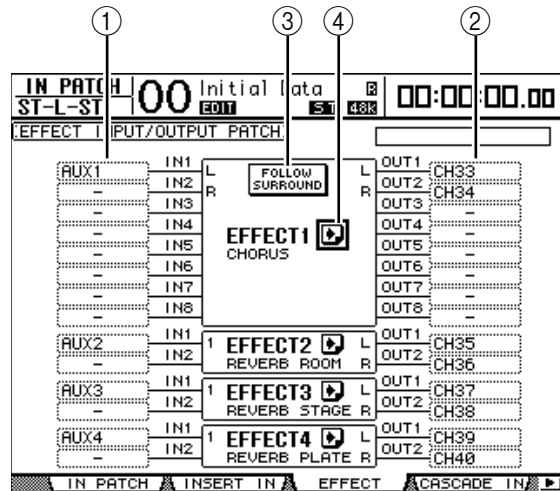 1 3 4 2
IN PATCH
ST-L-ST
00
Initial Data
EDIT
ST
48K
00:00:00.00
EFFECT INPUT/OUTPUT PATCH
AUX1 IN1 L FOLLOW SURROUND L OUT1 CH33
- IN2 R R OUT2 CH34
- IN3 OUT3 -
- IN4 EFFECT1 OUT4 -
- IN5 CHORUS OUT5 -
- IN6 OUT6 -
- IN7 OUT7 -
- IN8 OUT8 -
AUX2 IN1 1 EFFECT2 L OUT1 CH35
- IN2 REVERB ROOM R OUT2 CH36
AUX3 IN1 1 EFFECT3 L OUT1 CH37
- IN2 REVERB STAGE R OUT2 CH38
AUX4 IN1 1 EFFECT4 L OUT1 CH39
- IN2 REVERB PLATE R OUT2 CH40
IN PATCH INSERT IN EFFECT CASCADE IN